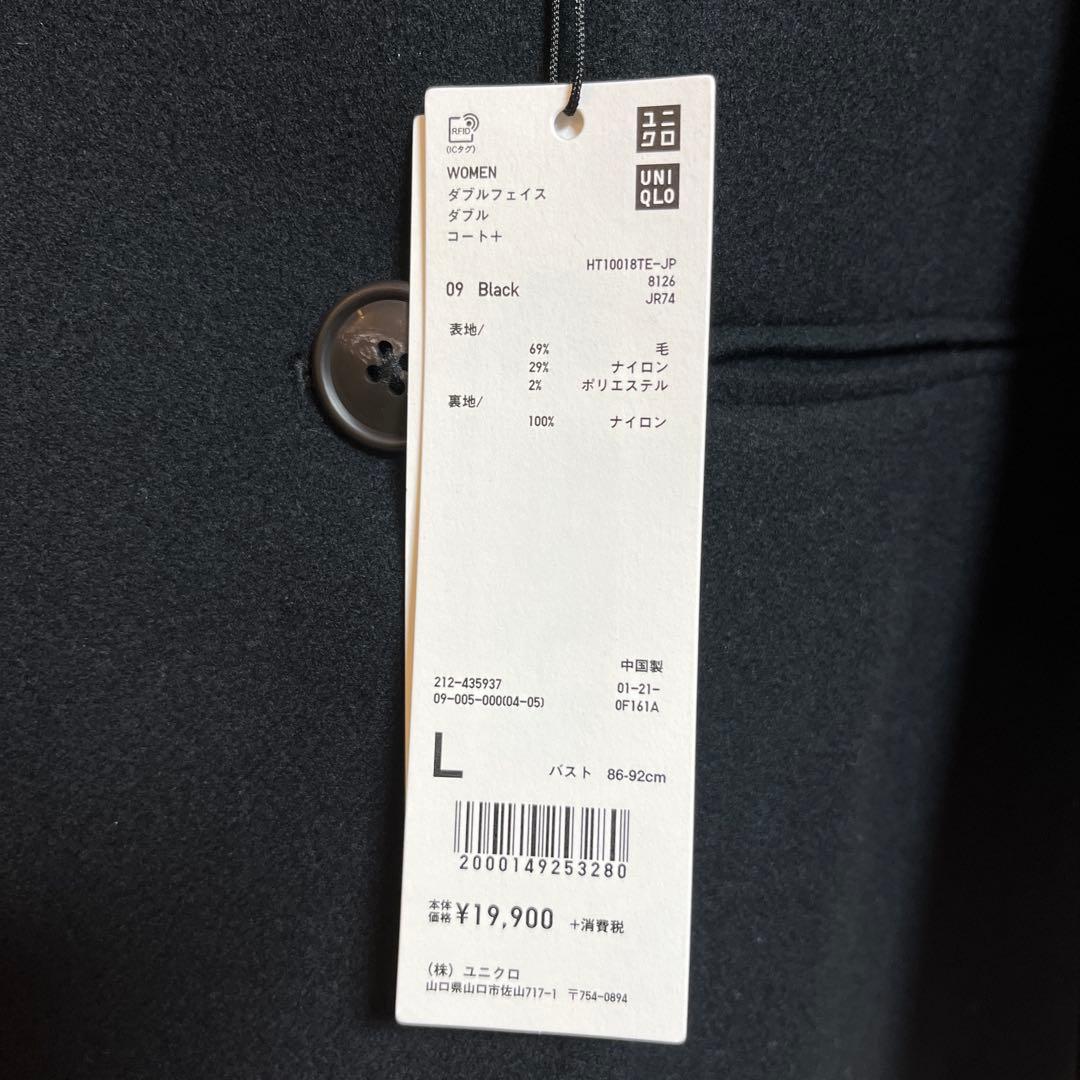 RFID
(ICタグ)
ユニ
クロ
UNI
QLO
WOMEN
ダブルフェイス
ダブル
コート+
HT10018TE-JP
8126
JR74
09 Black
表地/
69% 毛
29% ナイロン
2% ポリエステル
裏地/
100% ナイロン
中国製
212-435937
09-005-000(04-05)
01-21-
0F161A
L
バスト 86-92cm
2000149253280
本体
価格 ¥19,900 +消費税
(株) ユニクロ
山口県山口市佐山717-1 〒754-0894